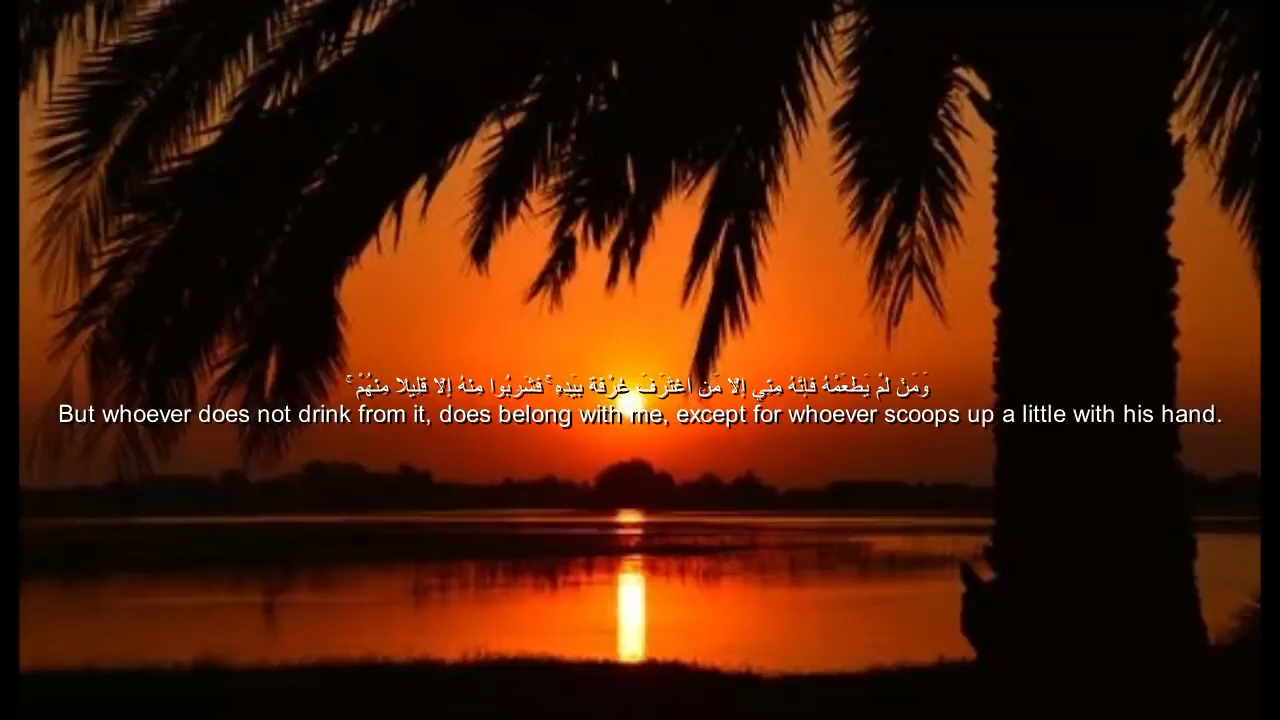 وَمَنْ لَمْ يَطْعَمْهُ فَإِنَّهُ مِنِّي إِلَّا مَنِ اغْتَرَفَ غُرْفَةً بِيَدِهِ ۚ فَشَرِبُوا مِنْهُ إِلَّا قَلِيلًا مِنْهُمْ ۚ
But whoever does not drink from it, does belong with me, except for whoever scoops up a little with his hand.